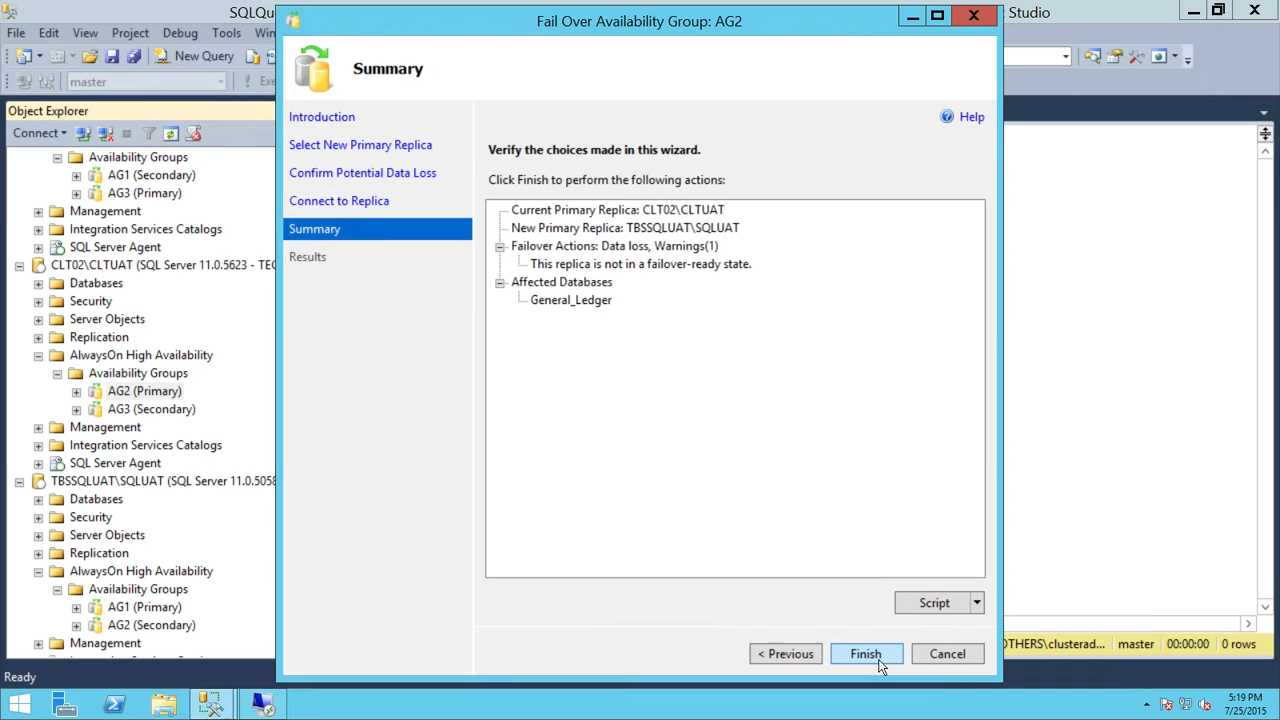 SQLQu
Fail Over Availability Group: AG2
Studio
File Edit View Project Debug Tools Win
New Query
master
Exe
Summary
Object Explorer
Connect
Availability Groups
AG1 (Secondary)
AG3 (Primary)
Management
Integration Services Catalogs
SQL Server Agent
CLT02\CLTUAT (SQL Server 11.0.5623 - TEC
Databases
Security
Server Objects
Replication
AlwaysOn High Availability
Availability Groups
AG2 (Primary)
AG3 (Secondary)
Management
Integration Services Catalogs
SQL Server Agent
TBSSQLUAT\SQLUAT (SQL Server 11.0.5058
Databases
Security
Server Objects
Replication
AlwaysOn High Availability
Availability Groups
AG1 (Primary)
AG2 (Secondary)
Management
Introduction
Select New Primary Replica
Confirm Potential Data Loss
Connect to Replica
Summary
Results
Help
Verify the choices made in this wizard.
Click Finish to perform the following actions:
Current Primary Replica: CLT02\CLTUAT
New Primary Replica: TBSSQLUAT\SQLUAT
Failover Actions: Data loss, Warnings(1)
This replica is not in a failover-ready state.
Affected Databases
General_Ledger
Script
< Previous Finish Cancel
OTHERS\clusterad... master 00:00:00 0 rows
Ready
5:19 PM
7/25/2015